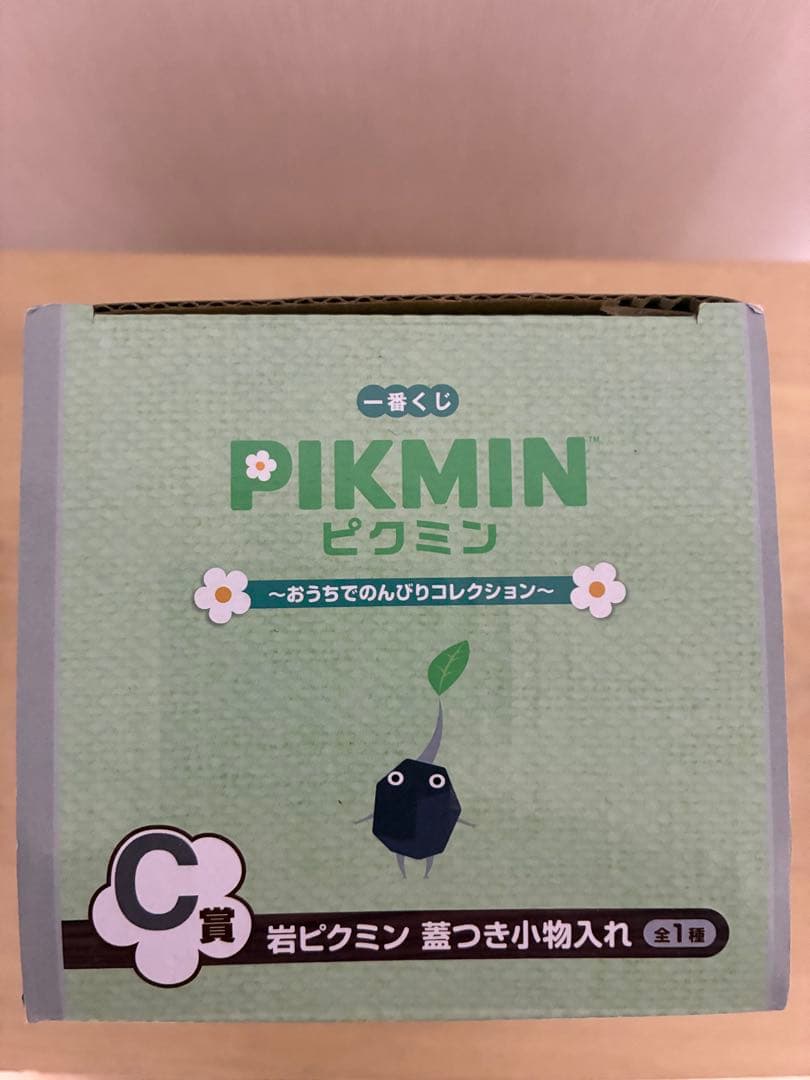 一番くじ
PIKMIN™
ピクミン
～おうちでのんびりコレクション～
C賞 岩ピクミン 蓋つき小物入れ 全1種